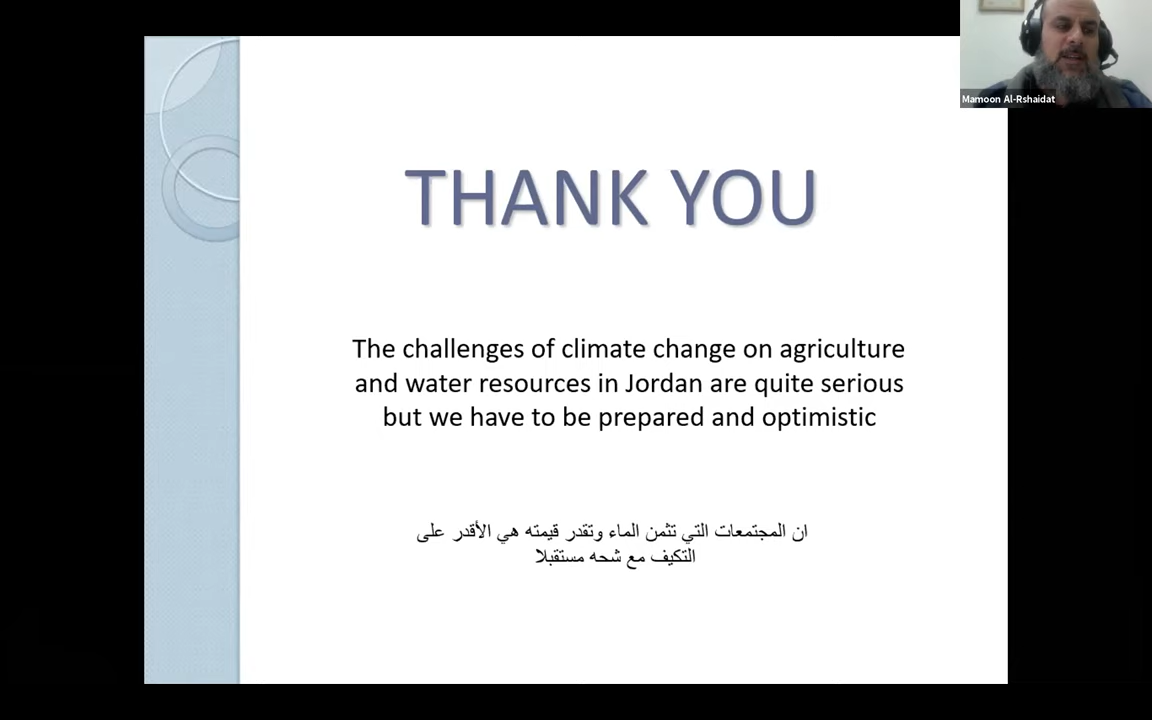 Mamoon Al-Rshaidat
THANK YOU
The challenges of climate change on agriculture
and water resources in Jordan are quite serious
but we have to be prepared and optimistic
ان المجتمعات التي تثمن الماء وتقدر قيمته هي الأقدر على
التكيف مع شحه مستقبلا